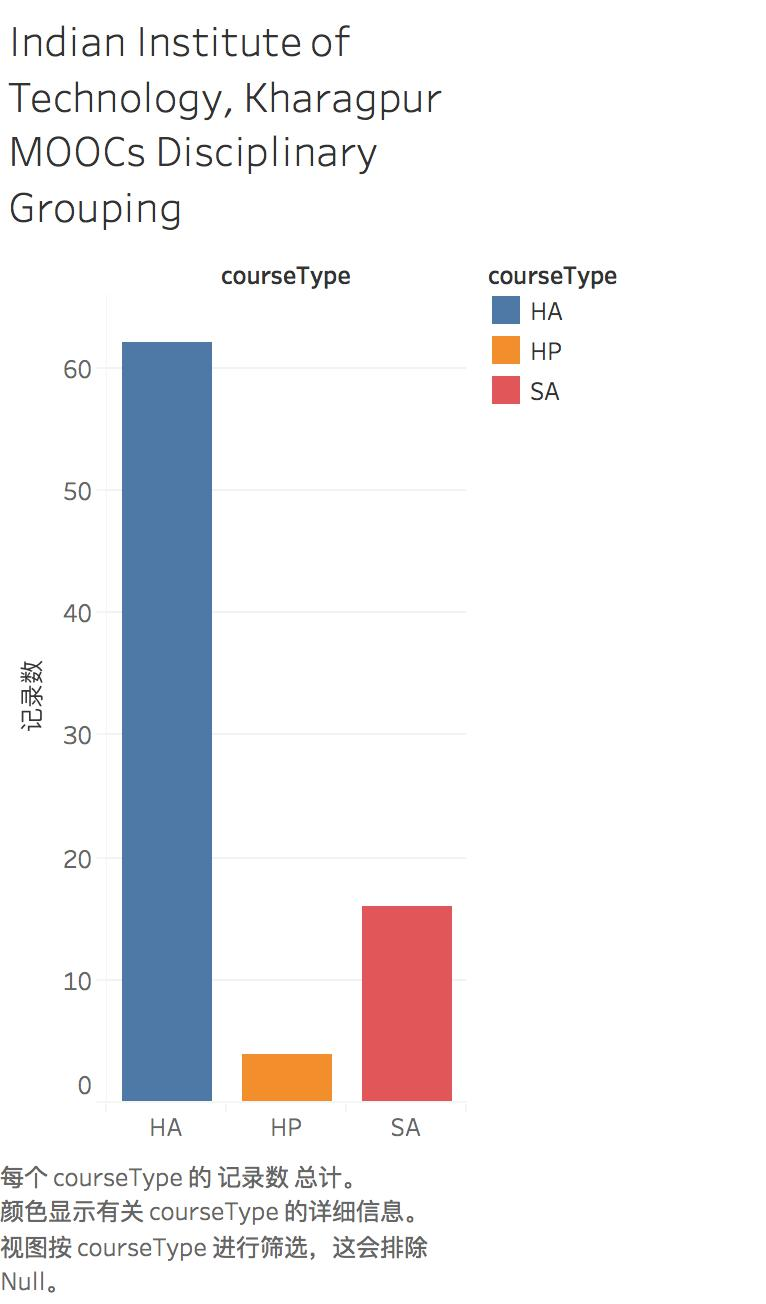 Indian Institute of
Technology, Kharagpur
MOOCs Disciplinary
Grouping
courseType
courseType
HA
HP
SA
60
50
40
30
20
10
0
记录数
HA
HP
SA
每个 courseType 的 记录数 总计。
颜色显示有关 courseType 的详细信息。
视图按 courseType 进行筛选，这会排除
Null。